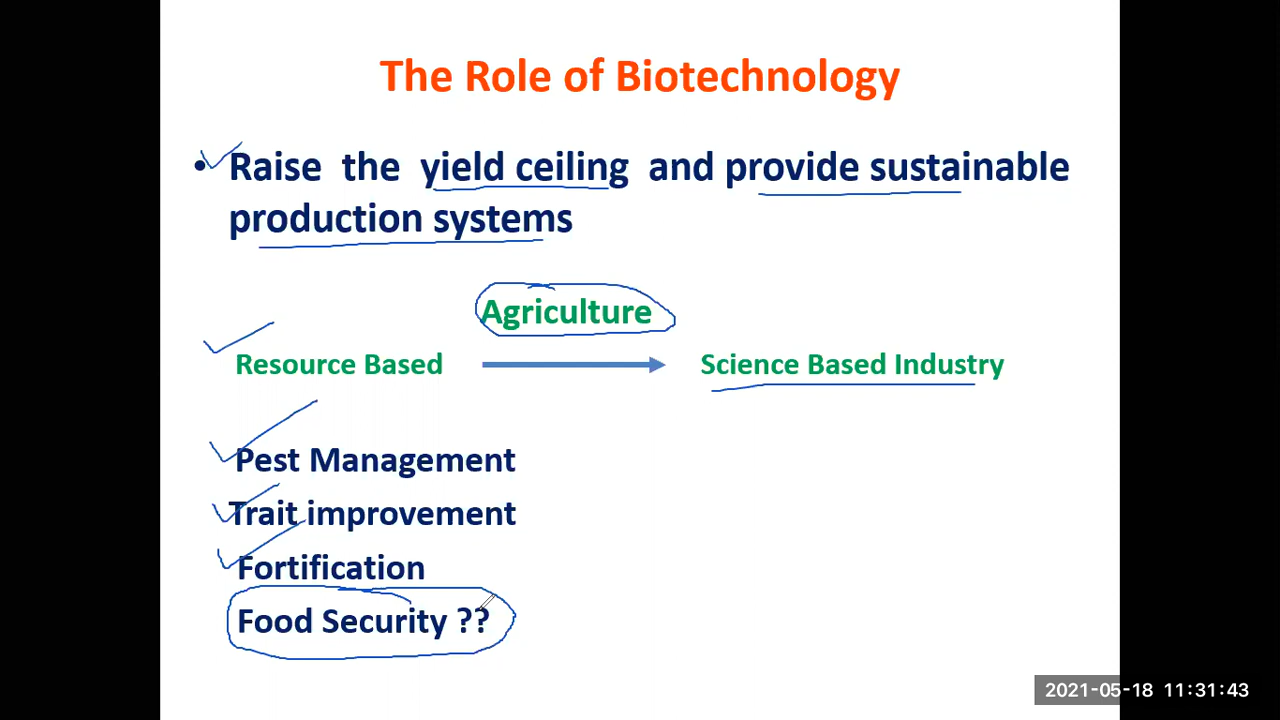 The Role of Biotechnology
• Raise the yield ceiling and provide sustainable
production systems
Agriculture
Resource Based Science Based Industry
Pest Management
Trait improvement
Fortification
Food Security ??
2021-05-18 11:31:43